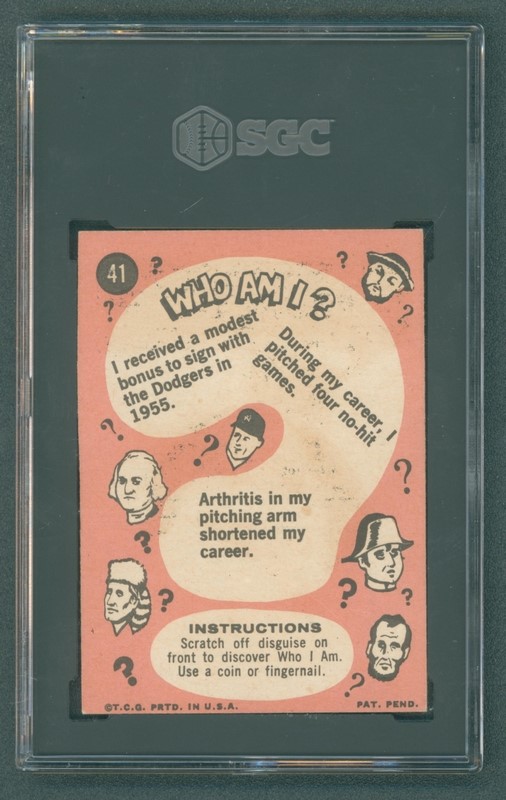 SGC
41
WHO AM I?
I received a modest
bonus to sign with
the Dodgers in
1955.
During my career, I
pitched four no-hit
games.
Arthritis in my
pitching arm
shortened my
career.
INSTRUCTIONS
Scratch off disguise on
front to discover Who I Am.
Use a coin or fingernail.
©T.C.G. PRTD. IN U.S.A.
PAT. PEND.